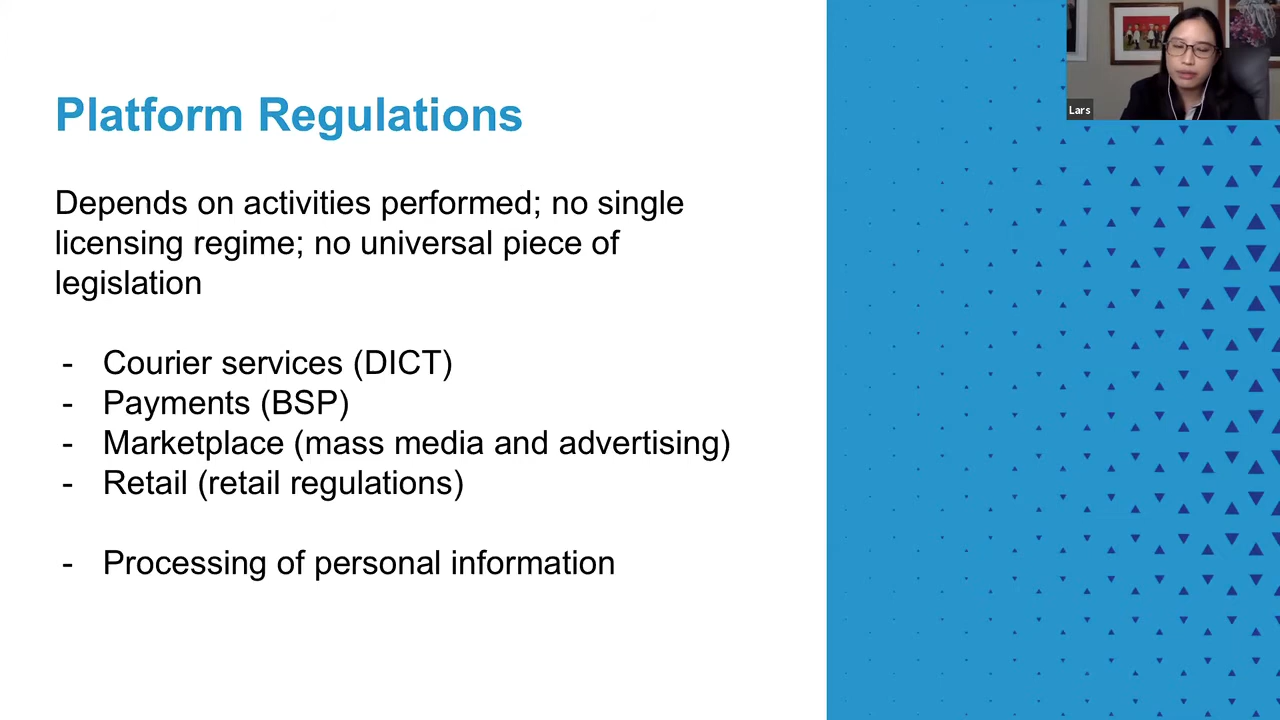 Platform Regulations
Depends on activities performed; no single
licensing regime; no universal piece of
legislation
- Courier services (DICT)
- Payments (BSP)
- Marketplace (mass media and advertising)
- Retail (retail regulations)
- Processing of personal information
Lars